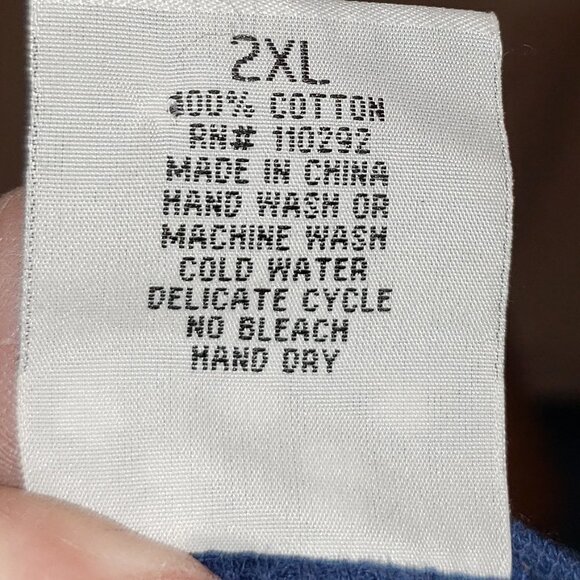 2XL
100% COTTON
RN# 110292
MADE IN CHINA
HAND WASH OR
MACHINE WASH
COLD WATER
DELICATE CYCLE
NO BLEACH
HAND DRY